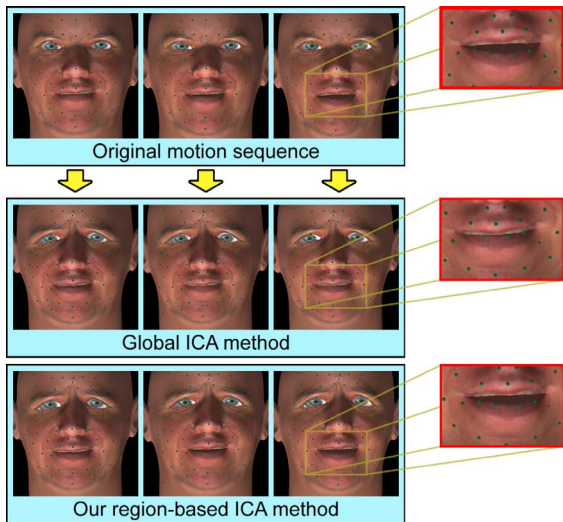 Original motion sequence
Global ICA method
Our region-based ICA method